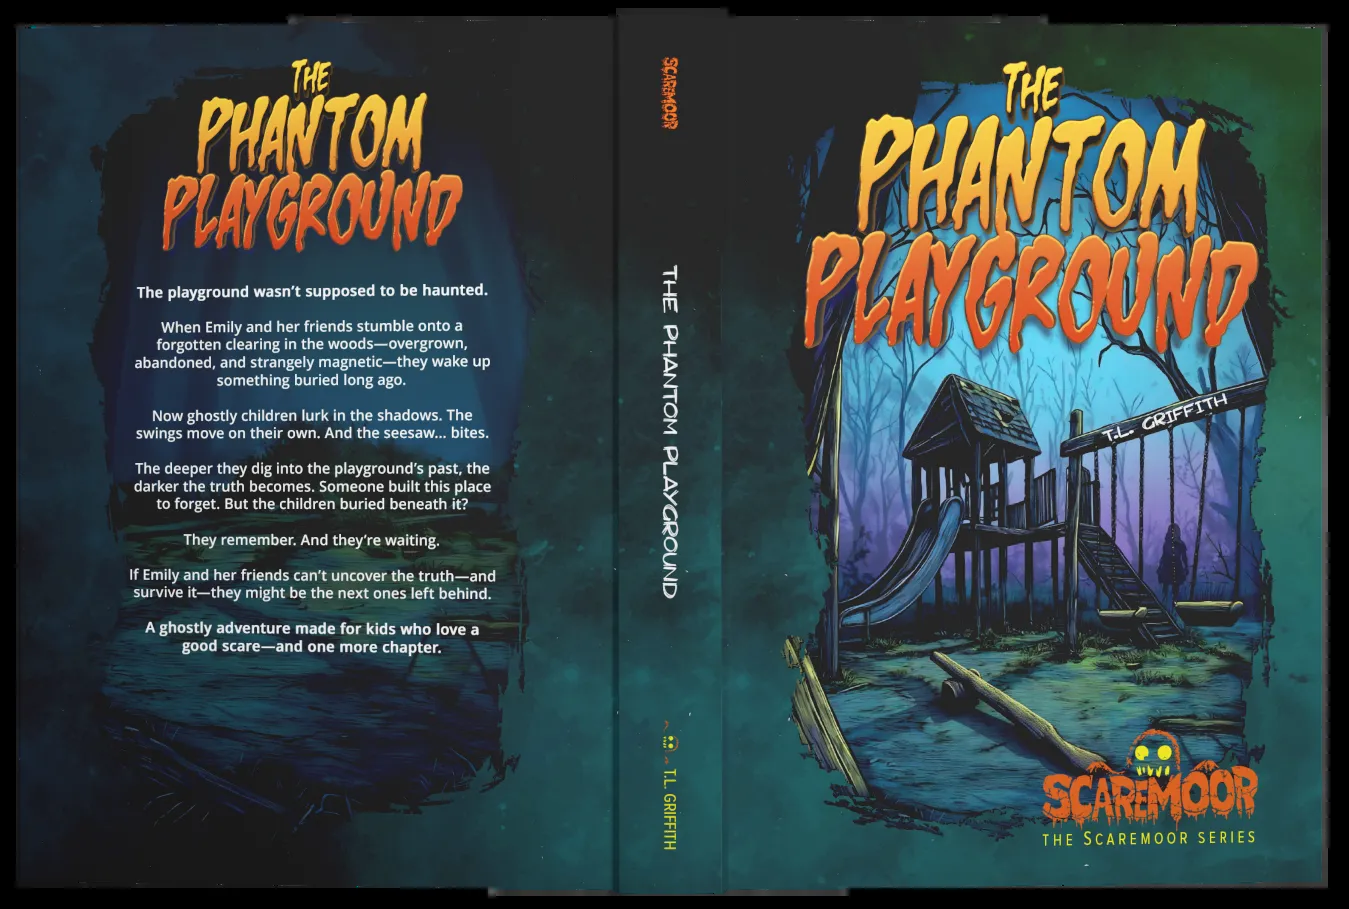 THE
PHANTOM
PLAYGROUND
The playground wasn’t supposed to be haunted.
When Emily and her friends stumble onto a
forgotten clearing in the woods—overgrown,
abandoned, and strangely magnetic—they wake up
something buried long ago.
Now ghostly children lurk in the shadows. The
swings move on their own. And the seesaw... bites.
The deeper they dig into the playground’s past, the
darker the truth becomes. Someone built this place
to forget. But the children buried beneath it?
They remember. And they’re waiting.
If Emily and her friends can’t uncover the truth—and
survive it—they might be the next ones left behind.
A ghostly adventure made for kids who love a
good scare—and one more chapter.
SCAREMOOR
THE PHANTOM PLAYGROUND
T.L. GRIFFITH
THE
PHANTOM
PLAYGROUND
T.L. GRIFFITH
SCAREMOOR
THE SCAREMOOR SERIES